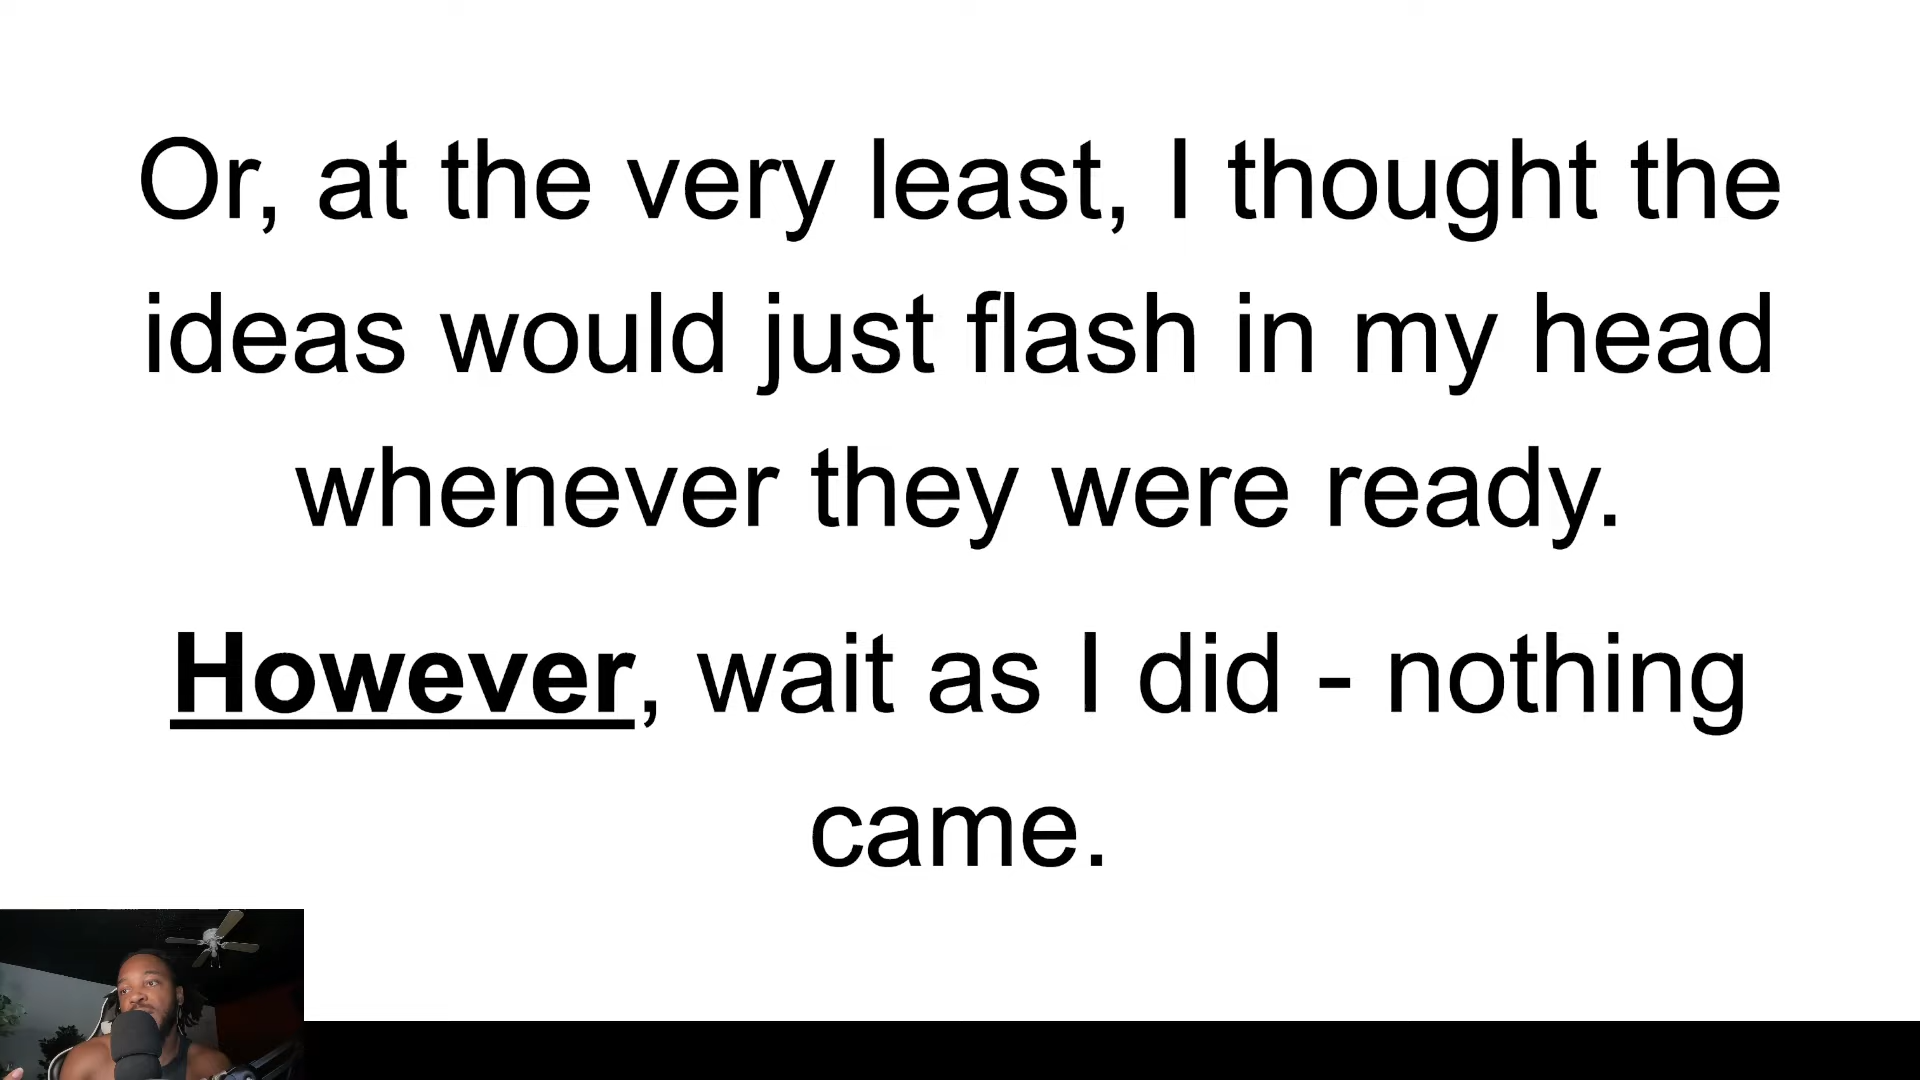 Or, at the very least, I thought the
ideas would just flash in my head
whenever they were ready.
However, wait as I did - nothing
came.